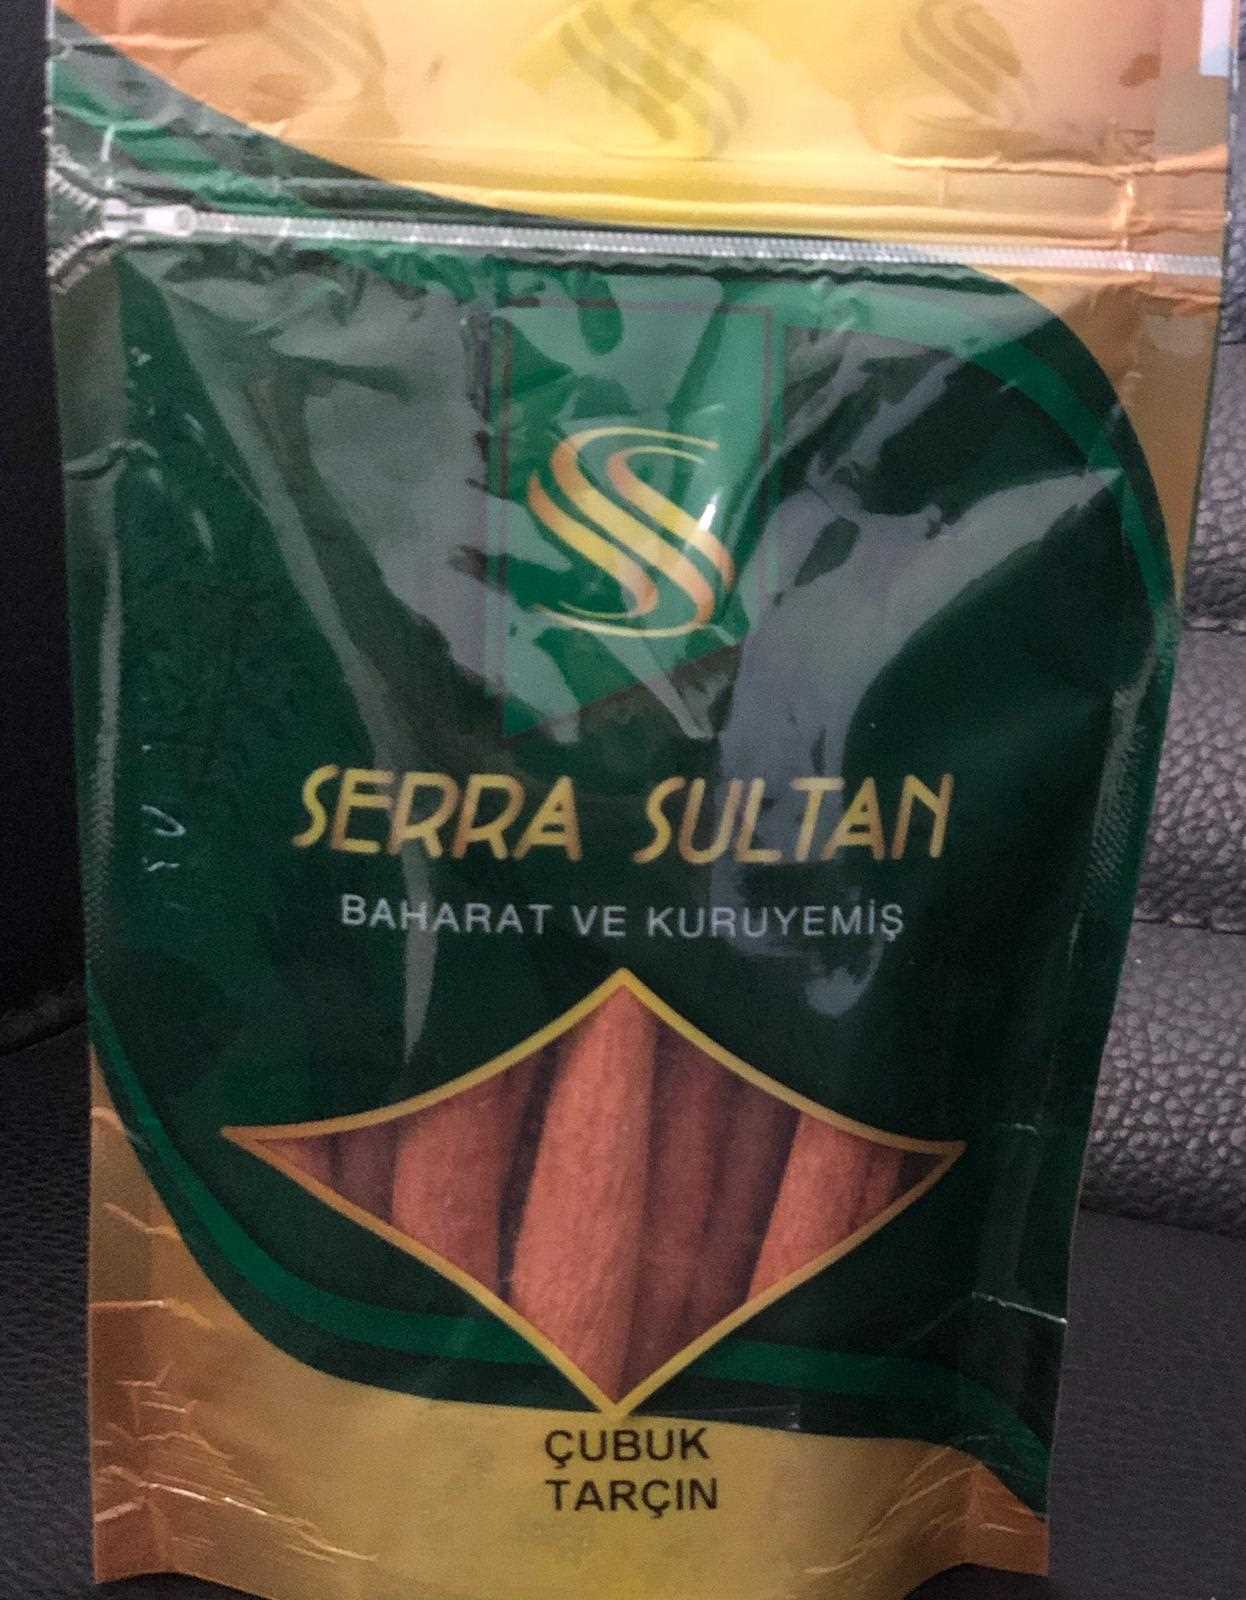 SERRA SULTAN
BAHARAT VE KURUYEMİŞ
ÇUBUK
TARÇIN